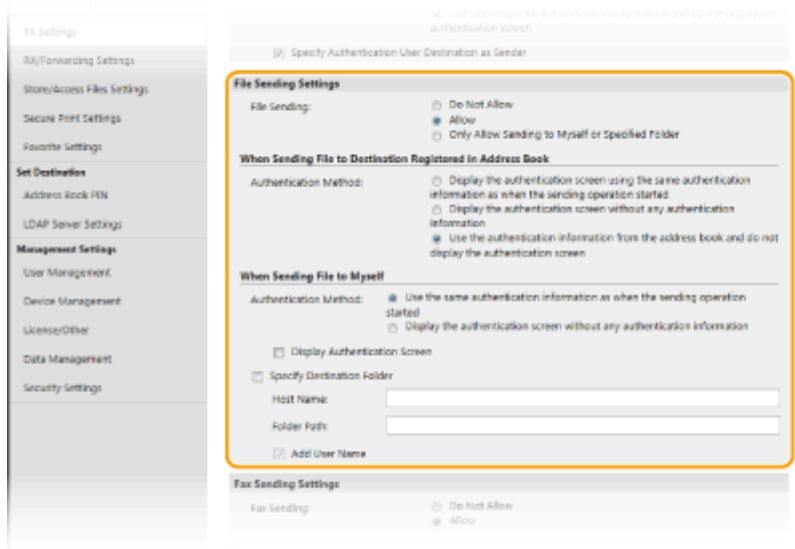 TX Settings
RX/Forwarding Settings
Store/Access Files Settings
Secure Print Settings
Favorite Settings
Set Destination
Address Book PIN
LDAP Server Settings
Management Settings
User Management
Device Management
License/Other
Data Management
Security Settings
authentication screen
Specify Authentication User Destination as Sender
File Sending Settings
File Sending:
Do Not Allow
Allow
Only Allow Sending to Myself or Specified Folder
When Sending File to Destination Registered in Address Book
Authentication Method:
Display the authentication screen using the same authentication
information as when the sending operation started
Display the authentication screen without any authentication
information
Use the authentication information from the address book and do not
display the authentication screen
When Sending File to Myself
Authentication Method:
Use the same authentication information as when the sending operation
started
Display the authentication screen without any authentication information
Display Authentication Screen
Specify Destination Folder
Host Name:
Folder Path:
Add User Name
Fax Sending Settings
Fax Sending:
Do Not Allow
Allow